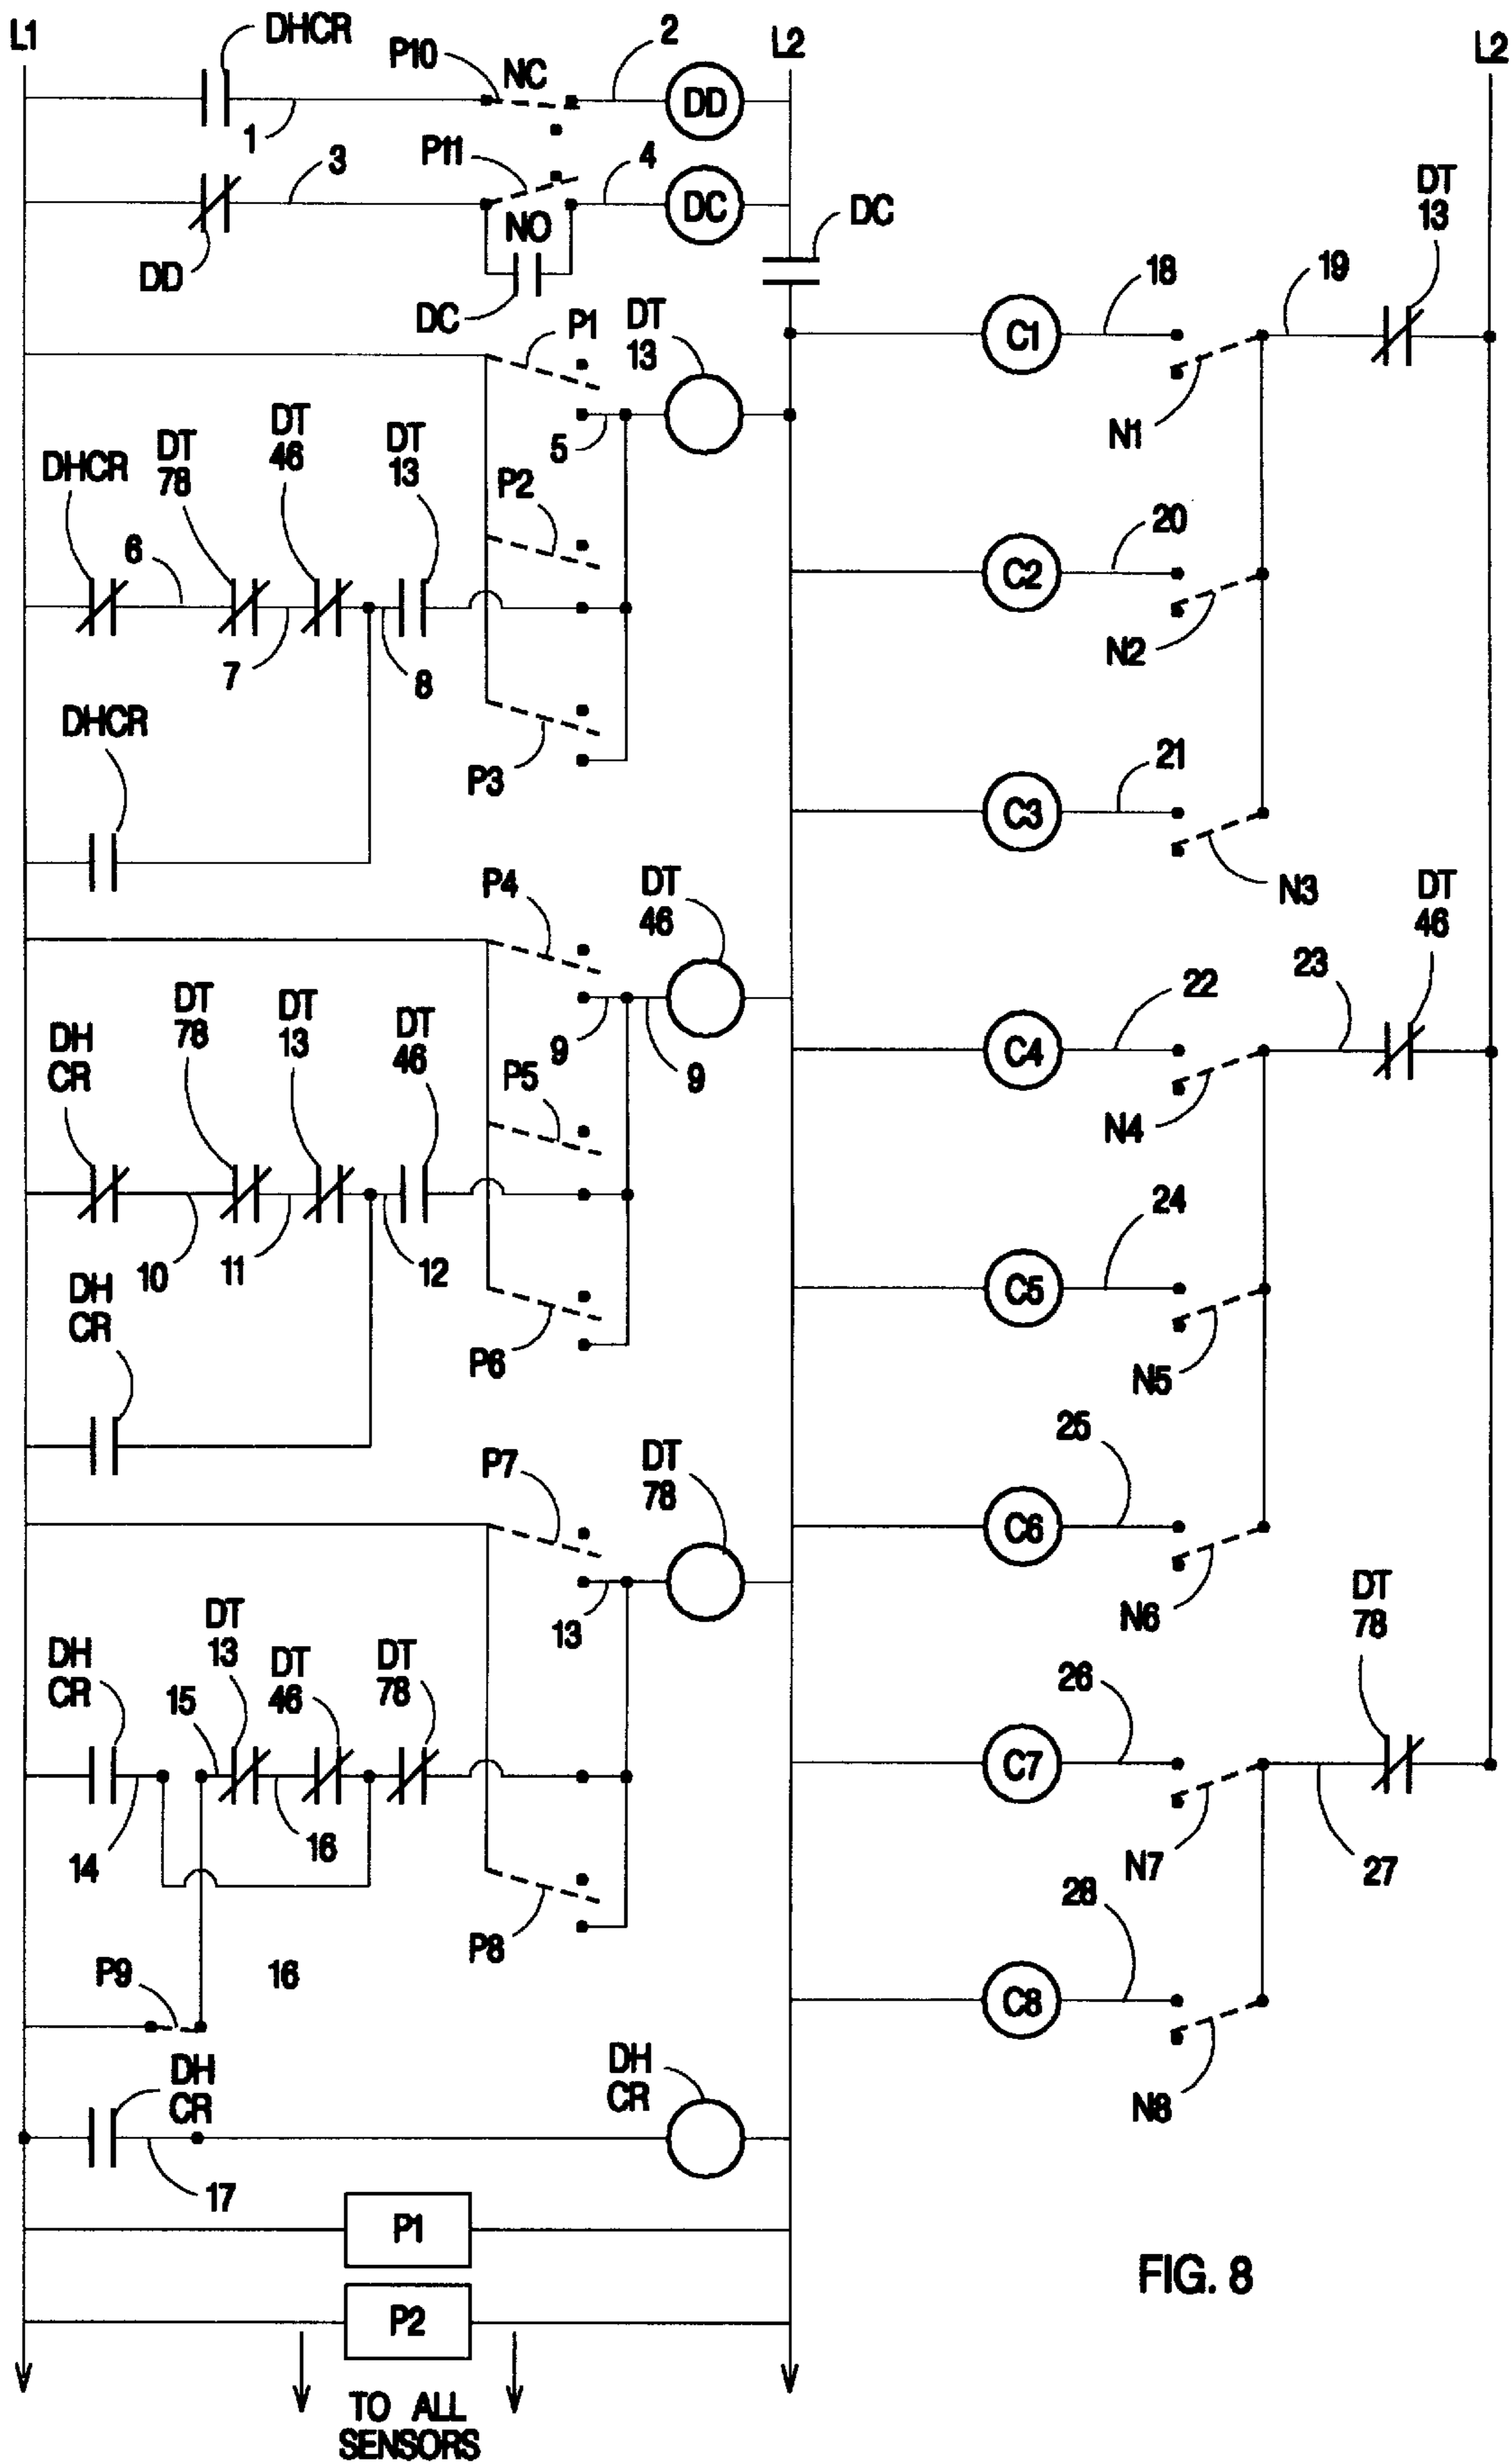 L1
DHCR
P10
NC
2
L2
L2
DD
1
3
P11
4
DC
NO
DD
DC
DC
DT
13
P1
DT
13
18
19
C1
N1
5
DHCR
DT
78
DT
46
DT
13
P2
6
7
8
20
C2
N2
DHCR
P3
21
C3
N3
P4
DT
46
DT
46
DH
CR
DT
78
DT
13
DT
46
9
9
P5
22
23
C4
N4
10
11
12
24
C5
N5
DH
CR
P6
25
C6
N6
P7
DT
78
DT
78
13
DH
CR
15
DT
13
DT
46
DT
78
14
16
26
C7
N7
27
P8
28
C8
N8
P9
16
DH
CR
DH
CR
17
P1
P2
TO ALL
SENSORS
FIG. 8